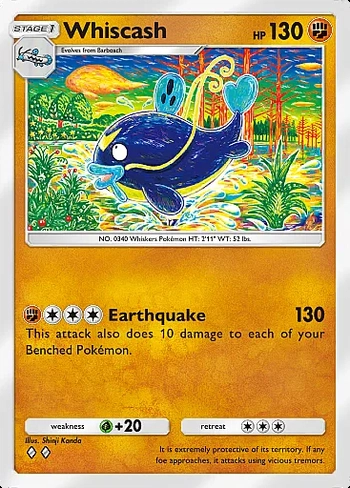 STAGE 1
Whiscash
HP 130
Evolves from Barboach
NO. 0340 Whiskers Pokémon HT: 2'11" WT: 52 lbs.
Earthquake 130
This attack also does 10 damage to each of your
Benched Pokémon.
weakness +20
retreat
Illus. Shinji Kanda
It is extremely protective of its territory. If any
foe approaches, it attacks using vicious tremors.